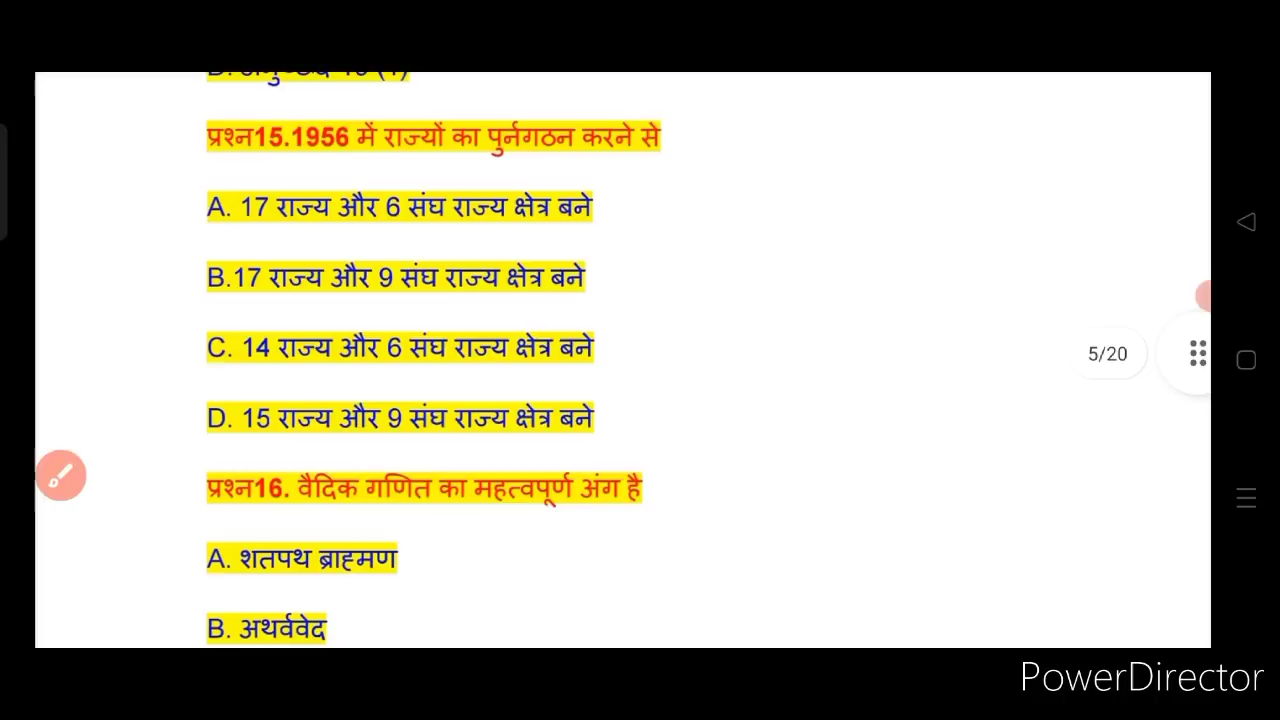 प्रश्न15.1956 में राज्यों का पुर्नगठन करने से
A. 17 राज्य और 6 संघ राज्य क्षेत्र बने
B.17 राज्य और 9 संघ राज्य क्षेत्र बने
C. 14 राज्य और 6 संघ राज्य क्षेत्र बने
5/20
D. 15 राज्य और 9 संघ राज्य क्षेत्र बने
प्रश्न16. वैदिक गणित का महत्वपूर्ण अंग है
A. शतपथ ब्राह्मण
B. अथर्ववेद
PowerDirector